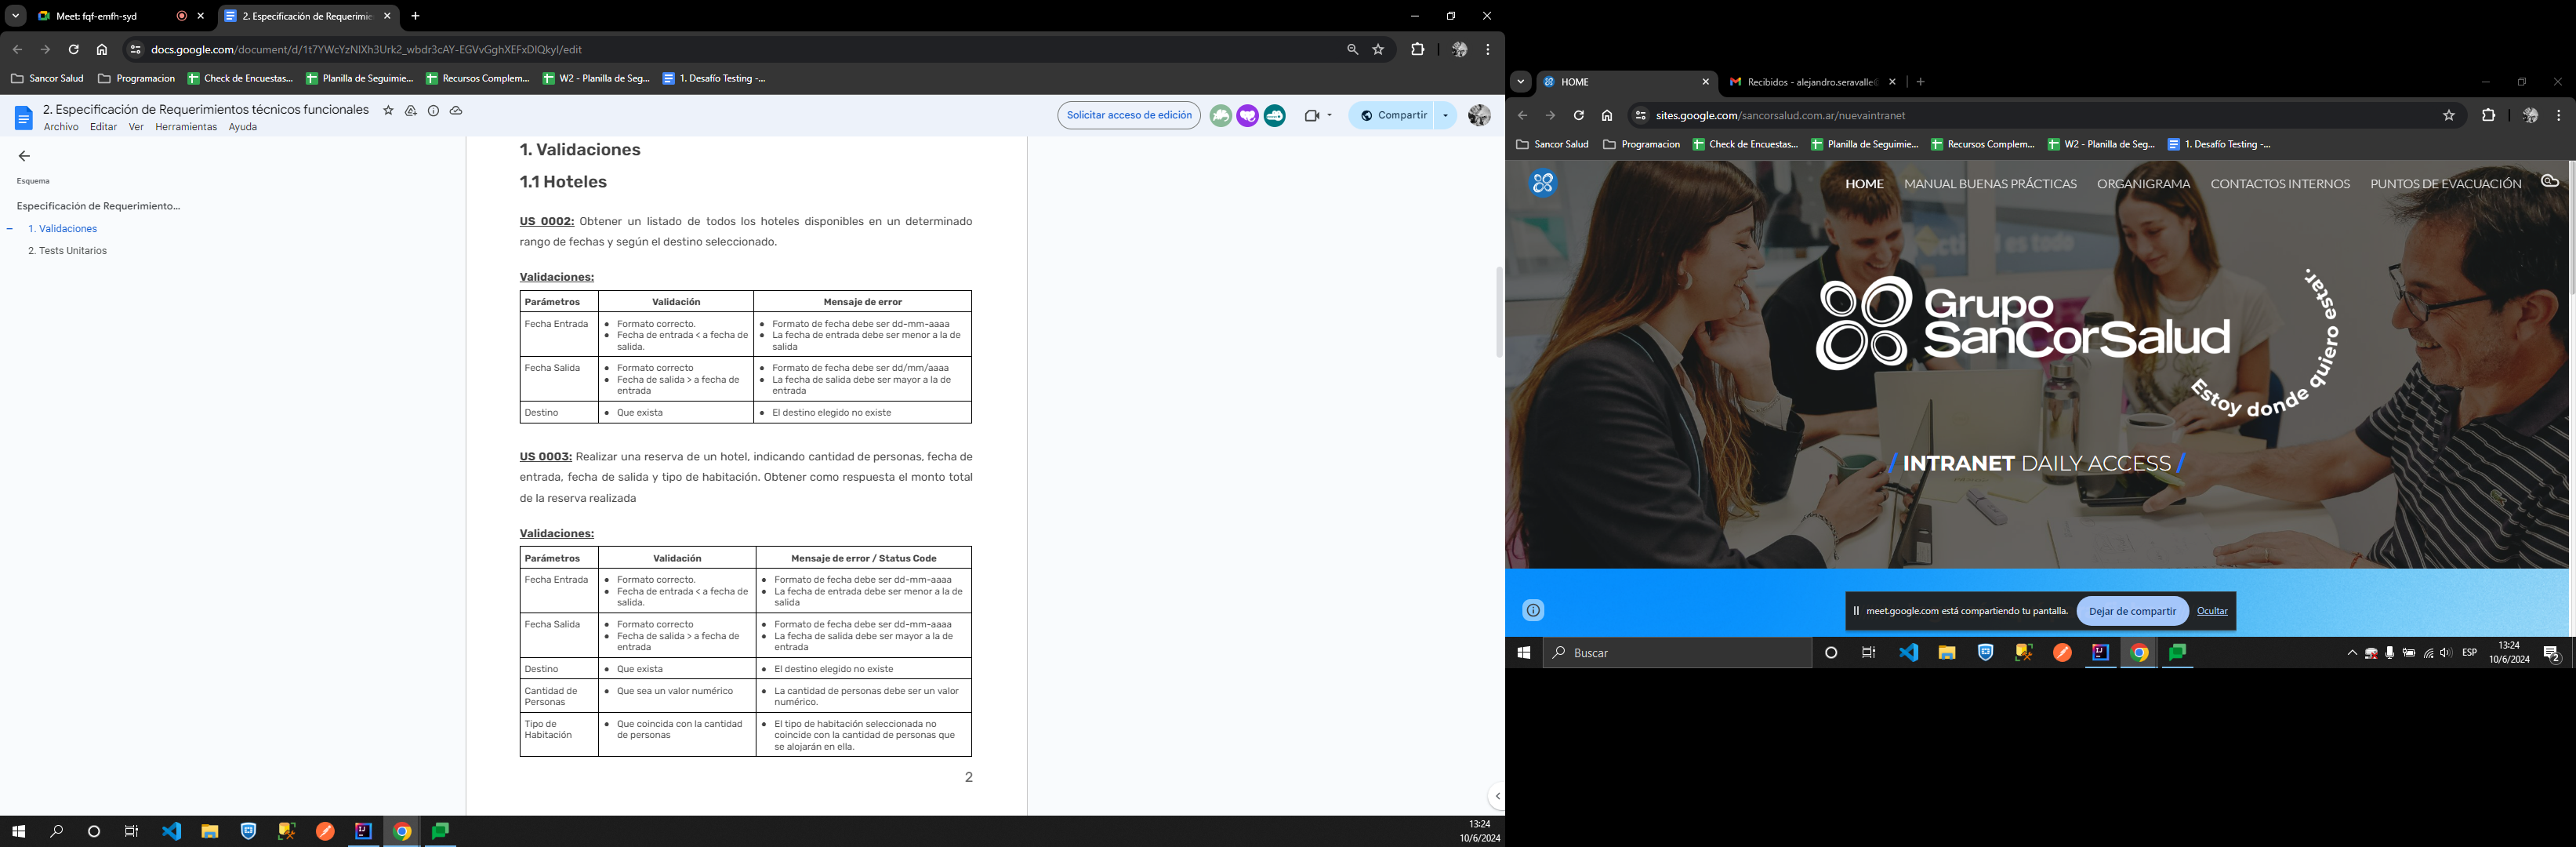 Meet: fqf-emfh-syd
2. Especificación de Requerimie
docs.google.com/document/d/1t7YWcYzNIXh3Urk2_wbdr3cAY-EGVvGghXEFxDIQkyI/edit
Sancor Salud
Programacion
Check de Encuestas...
Planilla de Seguimie...
Recursos Complem...
W2 - Planilla de Seg...
1. Desafío Testing -...
2. Especificación de Requerimientos técnicos funcionales
Archivo Editar Ver Herramientas Ayuda
Solicitar acceso de edición
Compartir
Esquema
Especificación de Requerimiento...
1. Validaciones
2. Tests Unitarios
1. Validaciones
1.1 Hoteles
US 0002: Obtener un listado de todos los hoteles disponibles en un determinado
rango de fechas y según el destino seleccionado.
Validaciones:
Parámetros Validación Mensaje de error
Fecha Entrada
● Formato correcto.
● Fecha de entrada < a fecha de
salida.
● Formato de fecha debe ser dd-mm-aaaa
● La fecha de entrada debe ser menor a la de
salida
Fecha Salida
● Formato correcto
● Fecha de salida > a fecha de
entrada
● Formato de fecha debe ser dd/mm/aaaa
● La fecha de salida debe ser mayor a la de
entrada
Destino
● Que exista
● El destino elegido no existe
US 0003: Realizar una reserva de un hotel, indicando cantidad de personas, fecha de
entrada, fecha de salida y tipo de habitación. Obtener como respuesta el monto total
de la reserva realizada
Validaciones:
Parámetros Validación Mensaje de error / Status Code
Fecha Entrada
● Formato correcto.
● Fecha de entrada < a fecha de
salida.
● Formato de fecha debe ser dd-mm-aaaa
● La fecha de entrada debe ser menor a la de
salida
Fecha Salida
● Formato correcto
● Fecha de salida > a fecha de
entrada
● Formato de fecha debe ser dd-mm-aaaa
● La fecha de salida debe ser mayor a la de
entrada
Destino
● Que exista
● El destino elegido no existe
Cantidad de
Personas
● Que sea un valor numérico
● La cantidad de personas debe ser un valor
numérico.
Tipo de
Habitación
● Que coincida con la cantidad
de personas
● El tipo de habitación seleccionada no
coincide con la cantidad de personas que
se alojarán en ella.
2
13:24
10/6/2024
HOME
Recibidos - alejandro.seravalle
sites.google.com/sancorsalud.com.ar/nuevaintranet
Sancor Salud
Programacion
Check de Encuestas...
Planilla de Seguimie...
Recursos Complem...
W2 - Planilla de Seg...
1. Desafío Testing -...
HOME MANUAL BUENAS PRÁCTICAS ORGANIGRAMA CONTACTOS INTERNOS PUNTOS DE EVACUACIÓN
Grupo
SanCorSalud
Estoy donde quiero estar.
/ INTRANET DAILY ACCESS /
meet.google.com está compartiendo tu pantalla.
Dejar de compartir
Ocultar
Buscar
ESP
13:24
10/6/2024
2